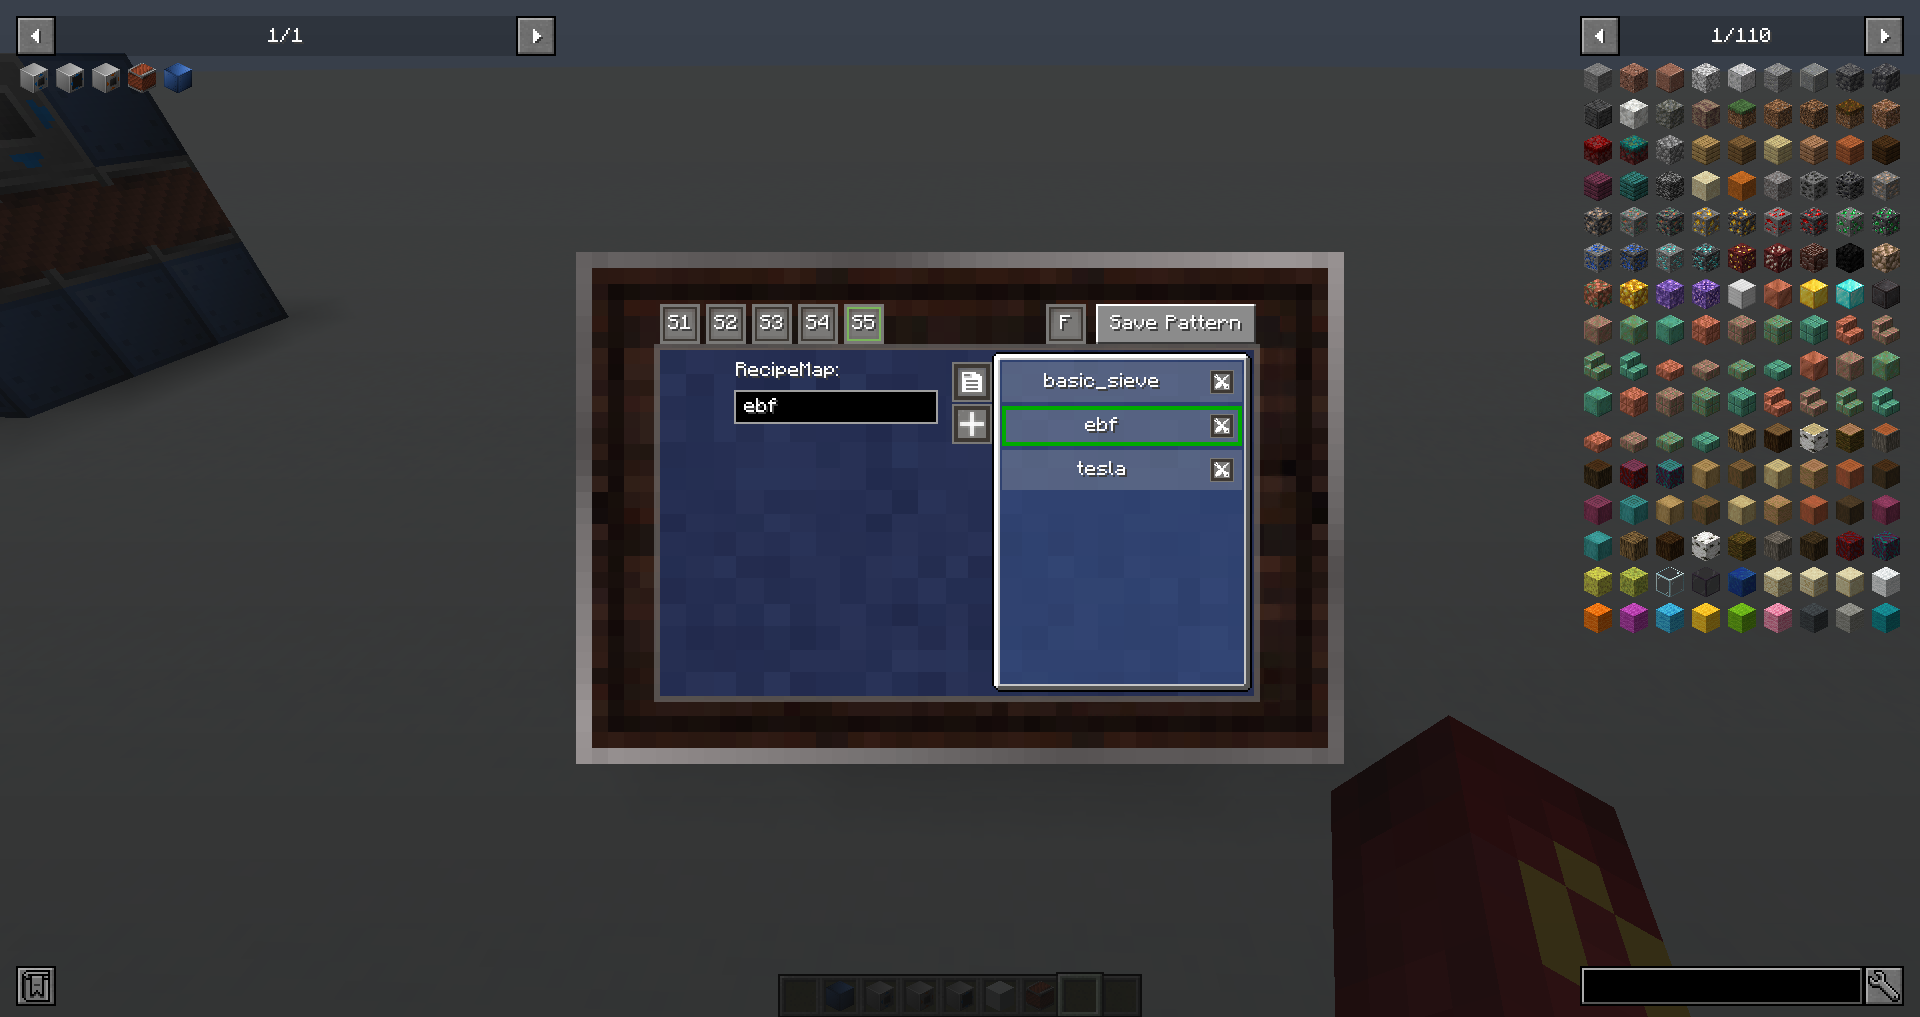 1/1
1/110
S1 S2 S3 S4 S5 F Save Pattern
RecipeMap:
ebf
basic_sieve
ebf
tesla